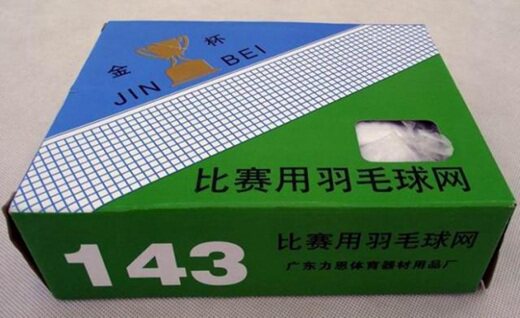 金杯
JIN BEI
比赛用羽毛球网
143
比赛用羽毛球网
广东力恩体育器材用品厂